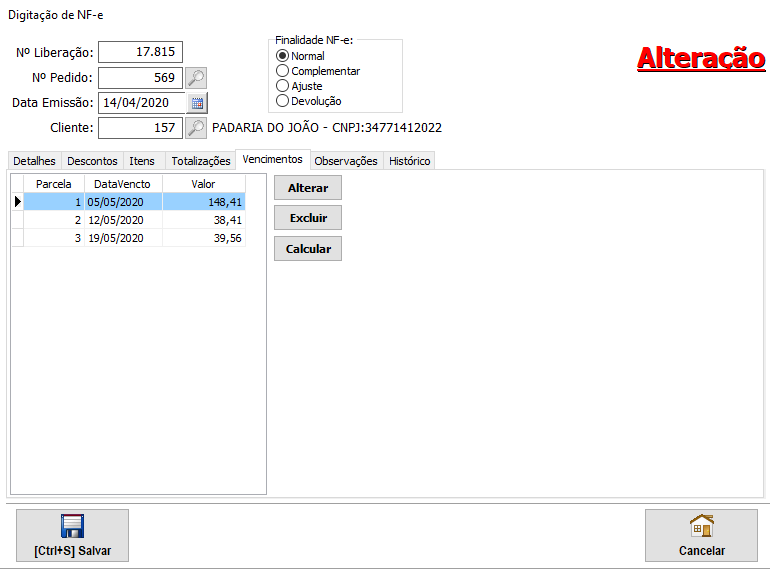 Digitação de NF-e
Nº Liberação: 17.815
Nº Pedido: 569
Data Emissão: 14/04/2020
Cliente: 157 PADARIA DO JOÃO - CNPJ:34771412022
Finalidade NF-e:
Normal
Complementar
Ajuste
Devolução
Alteração
Detalhes Descontos Itens Totalizações Vencimentos Observações Histórico
Parcela DataVencto Valor
1 05/05/2020 148,41
2 12/05/2020 38,41
3 19/05/2020 39,56
Alterar
Excluir
Calcular
[Ctrl+S] Salvar
Cancelar